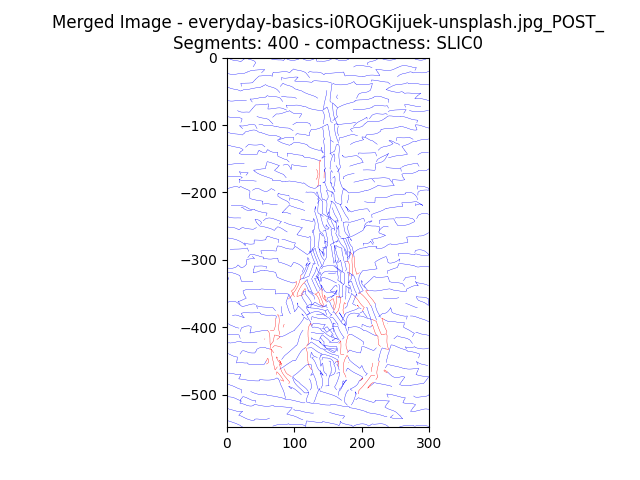 Merged Image - everyday-basics-i0ROGKijuek-unsplash.jpg_POST_
Segments: 400 - compactness: SLIC0
0
−100
−200
−300
−400
−500
0 100 200 300